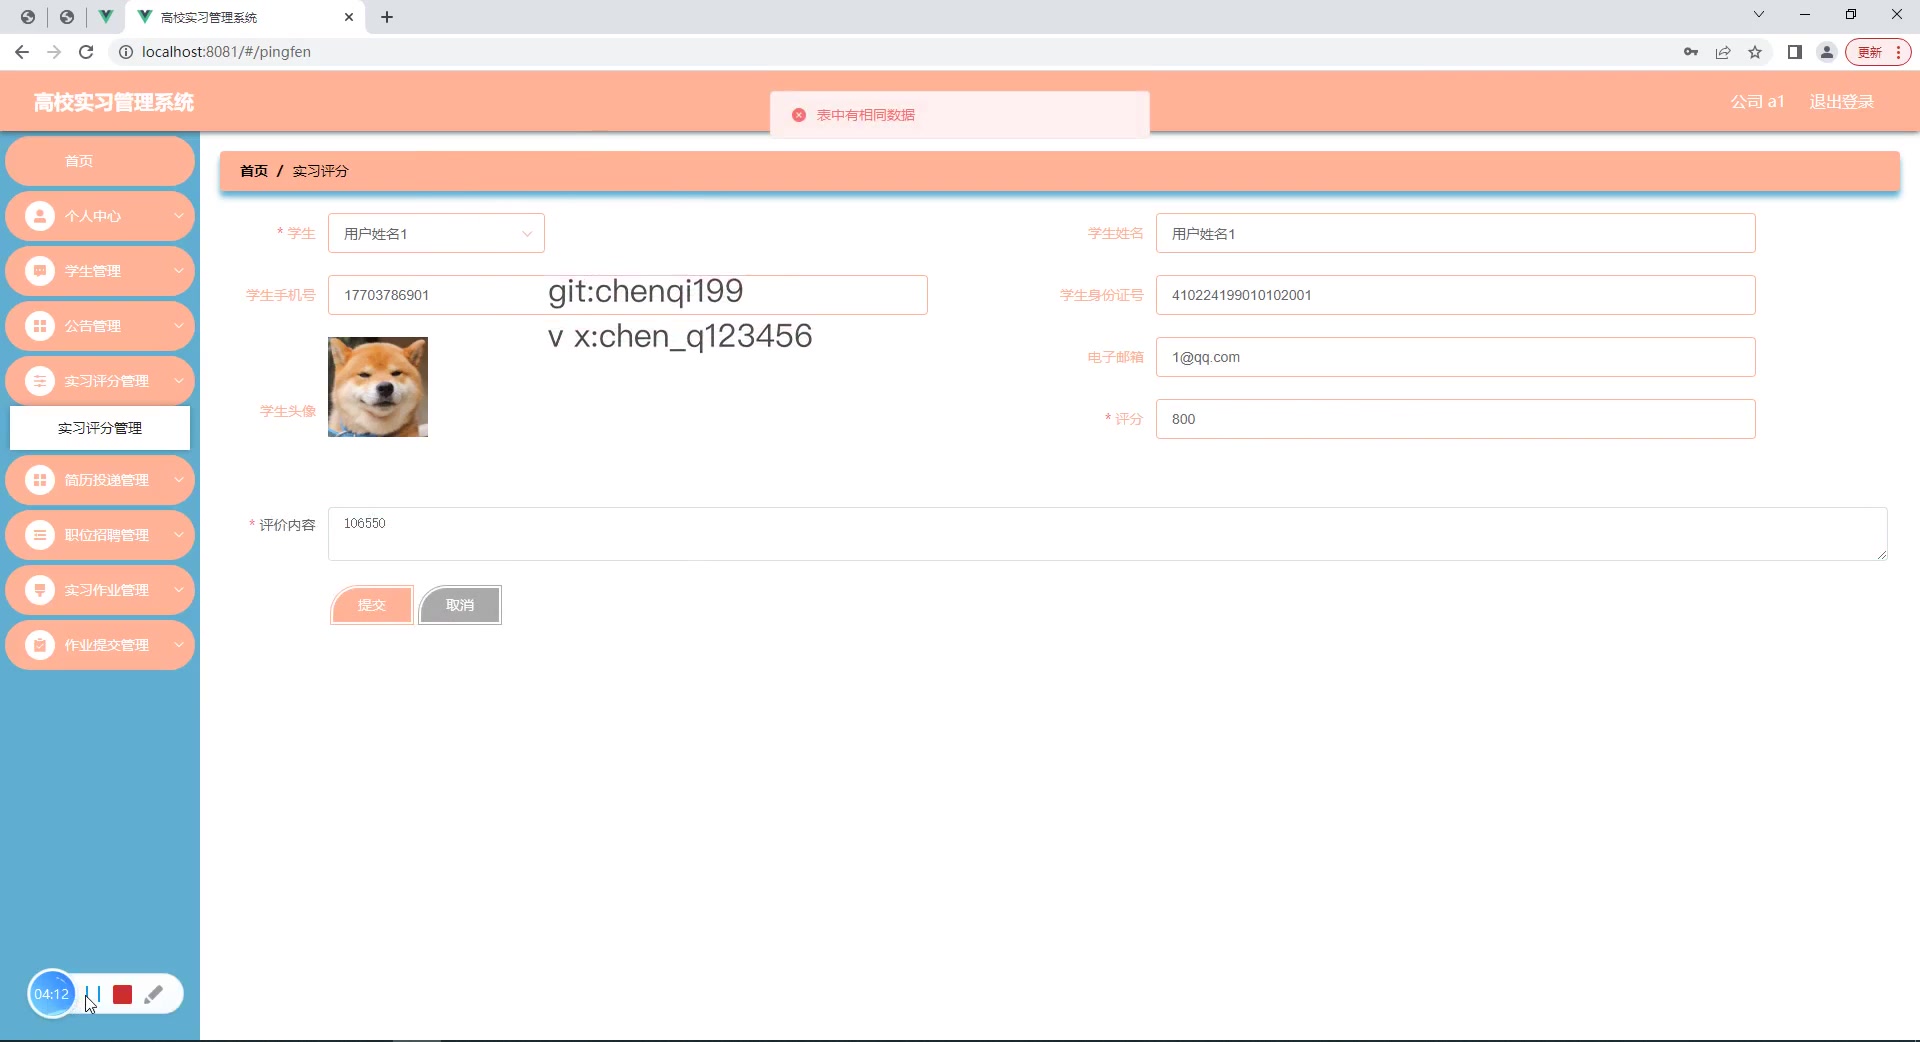 高校实习管理系统
localhost:8081/#/pingfen
更新
高校实习管理系统
表中有相同数据
公司 a1
退出登录
首页
个人中心
学生管理
公告管理
实习评分管理
实习评分管理
简历投递管理
职位招聘管理
实习作业管理
作业提交管理
首页 / 实习评分
* 学生
用户姓名1
学生姓名
用户姓名1
学生手机号
17703786901
git:chenqi199
v x:chen_q123456
学生身份证号
410224199010102001
学生头像
电子邮箱
1@qq.com
* 评分
800
* 评价内容
106550
提交
取消
04:12